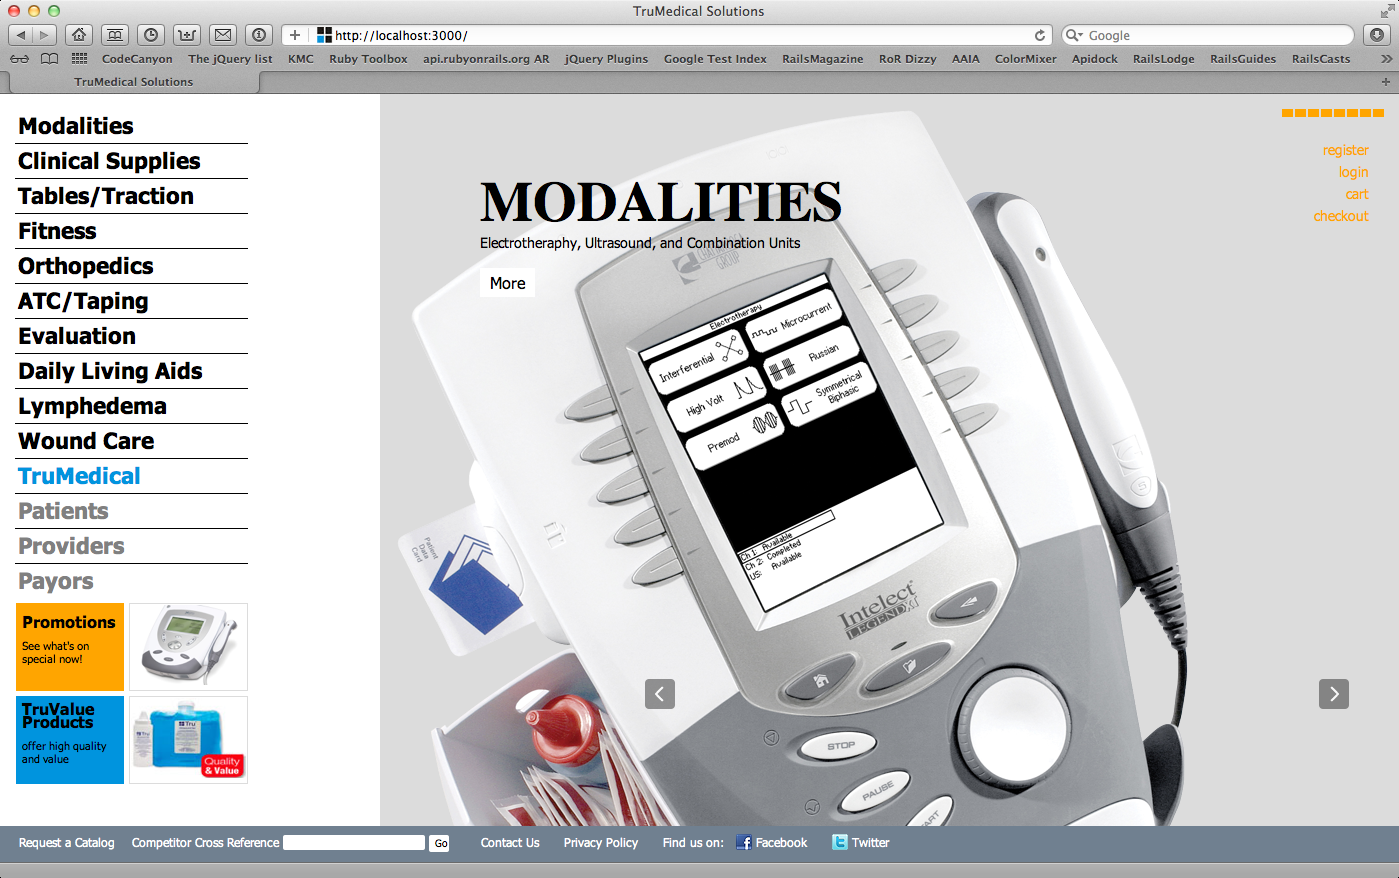 TruMedical Solutions
http://localhost:3000/
Google
CodeCanyon The jQuery list KMC Ruby Toolbox api.rubyonrails.org AR jQuery Plugins Google Test Index RailsMagazine RoR Dizzy AAIA ColorMixer Apidock RailsLodge RailsGuides RailsCasts
TruMedical Solutions
Modalities
Clinical Supplies
Tables/Traction
Fitness
Orthopedics
ATC/Taping
Evaluation
Daily Living Aids
Lymphedema
Wound Care
TruMedical
Patients
Providers
Payors
Promotions
See what's on
special now!
TruValue
Products
offer high quality
and value
Tru
Quality
& Value
MODALITIES
Electrotheraphy, Ultrasound, and Combination Units
More
register
login
cart
checkout
Electrotherapy
Interferential
Microcurrent
High Volt
Russian
Premod
Symmetrical
Biphasic
Ch 1: Available
Ch 2: Completed
US: Available
Patient
Data
Card
Intelect
LEGEND XT
STOP
PAUSE
START
Request a Catalog Competitor Cross Reference Go Contact Us Privacy Policy Find us on: Facebook Twitter